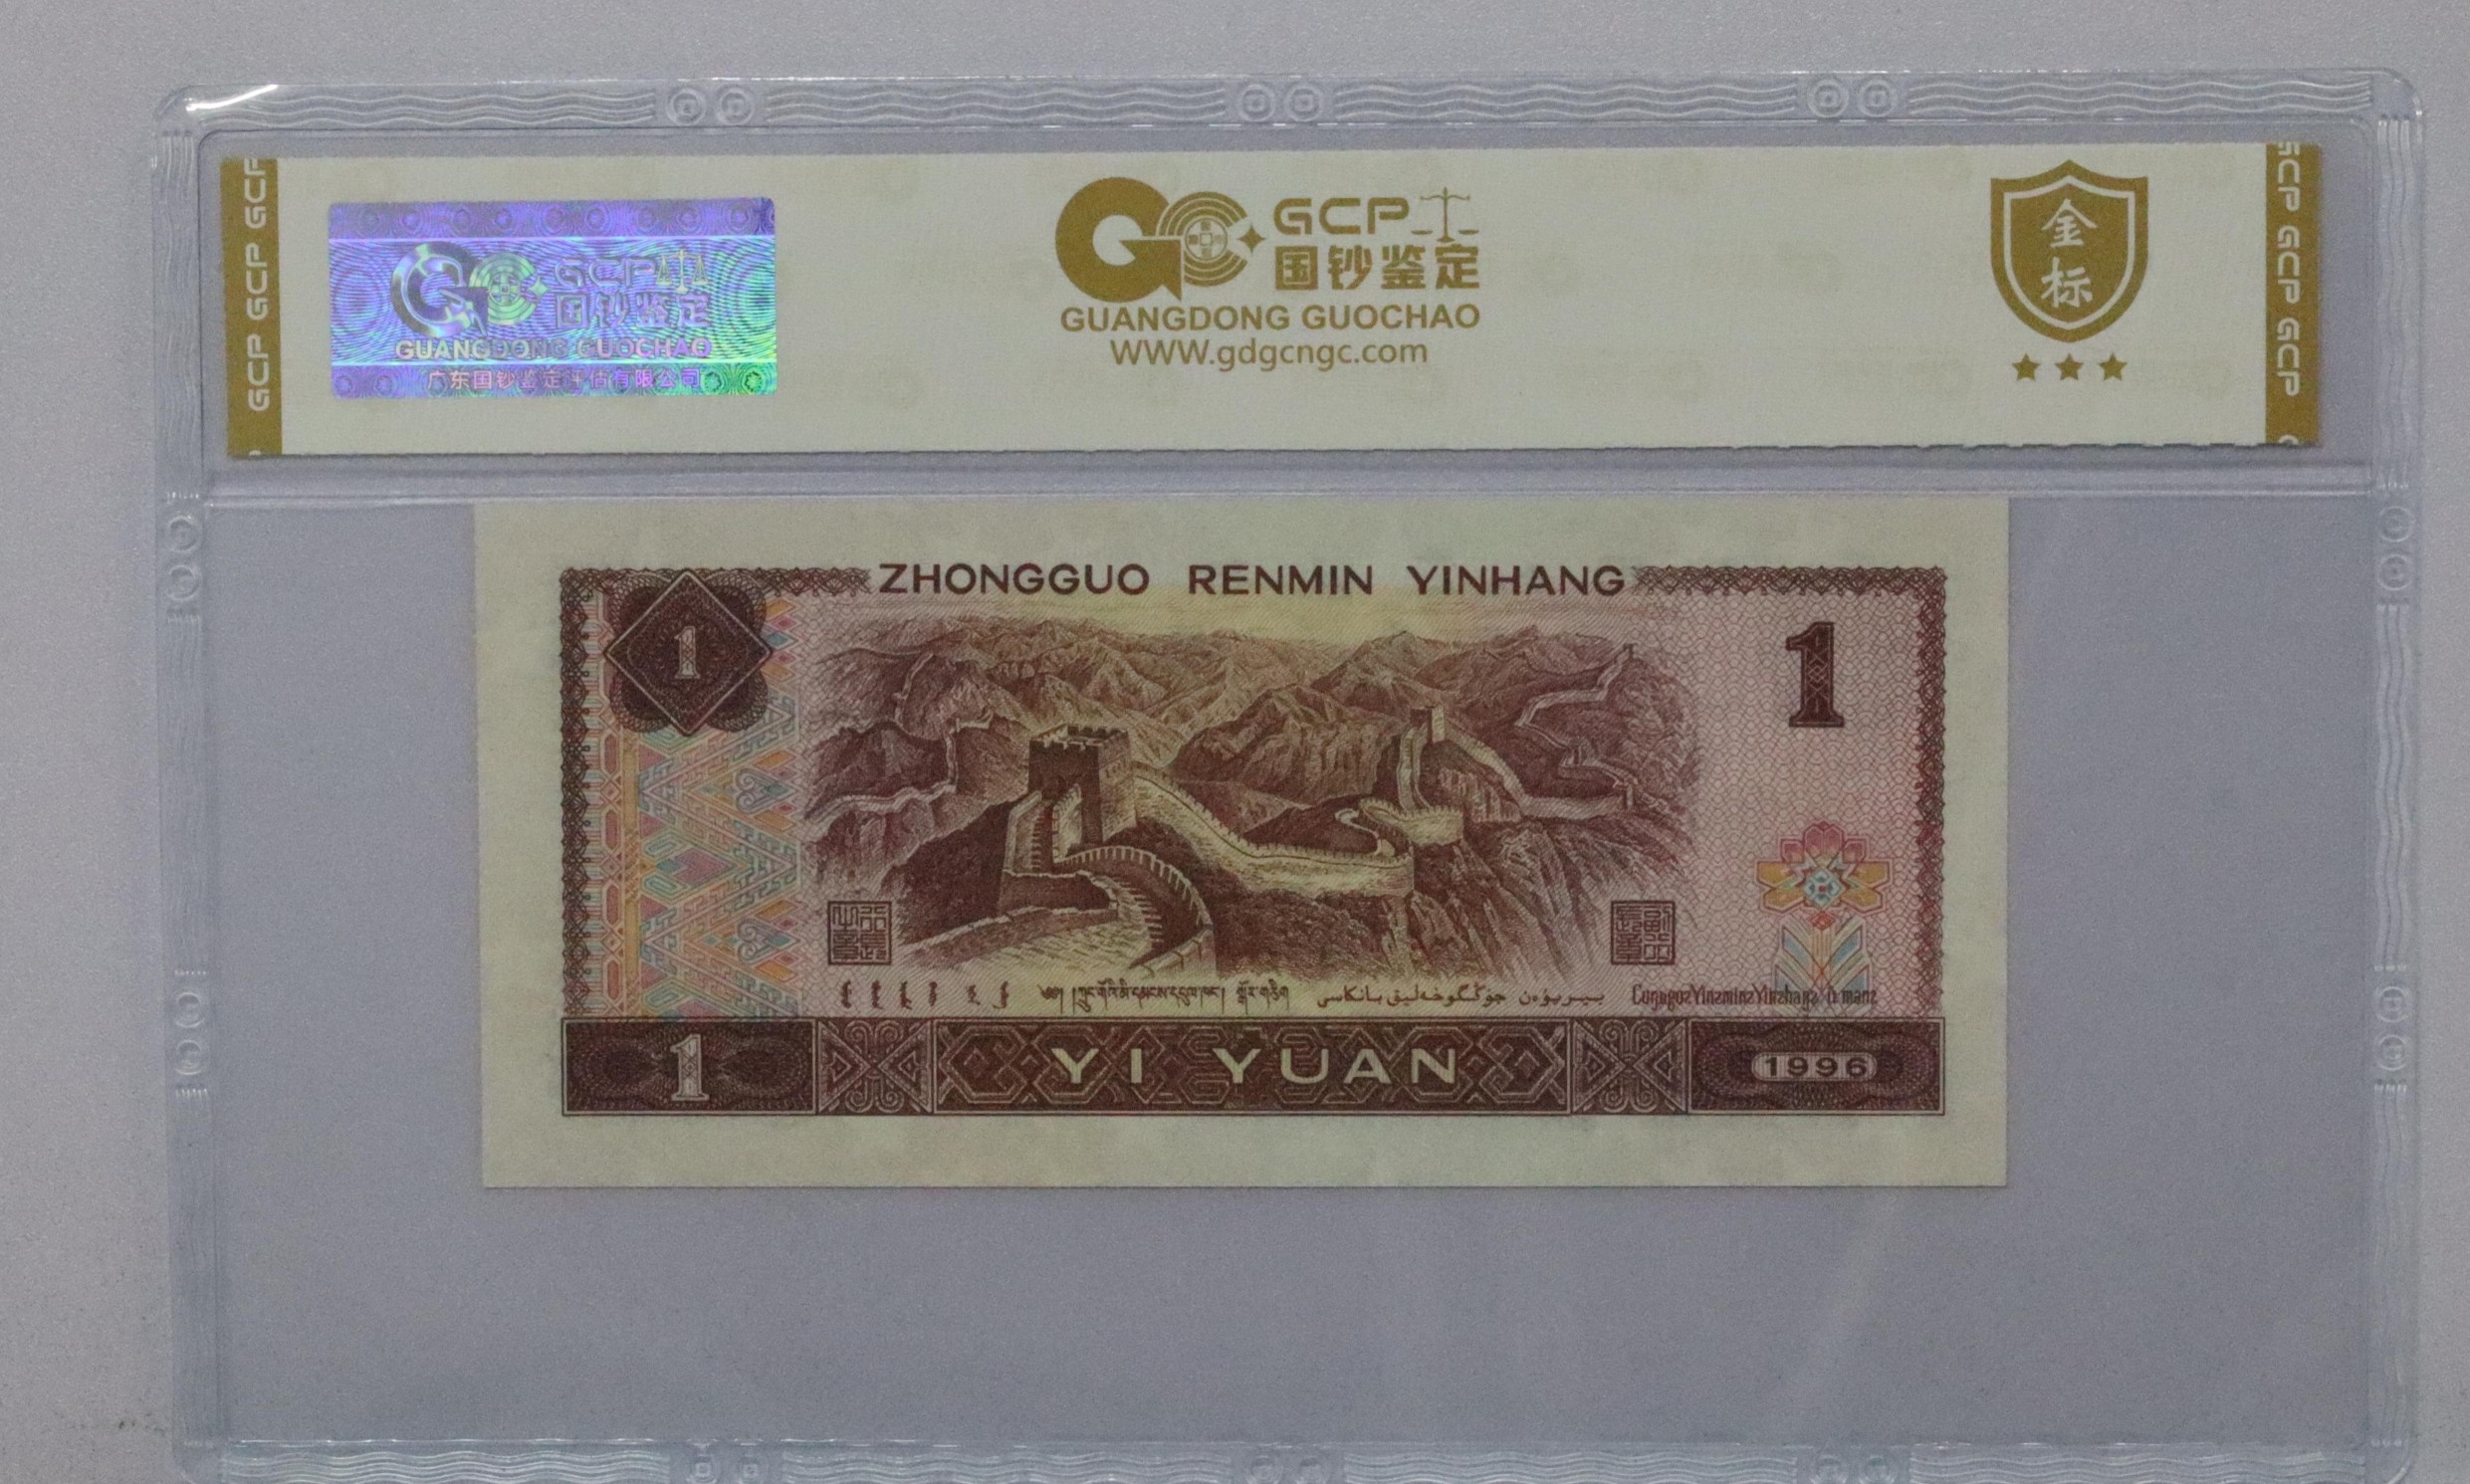 GCP GCP GCP
GCP
国钞鉴定
GUANGDONG GUOCHAO
广东国钞鉴定评估有限公司
GCP
国钞鉴定
GUANGDONG GUOCHAO
WWW.gdgcngc.com
金
标
GCP GCP GCP
ZHONGGUO RENMIN YINHANG
1
1
1
YI YUAN
1996